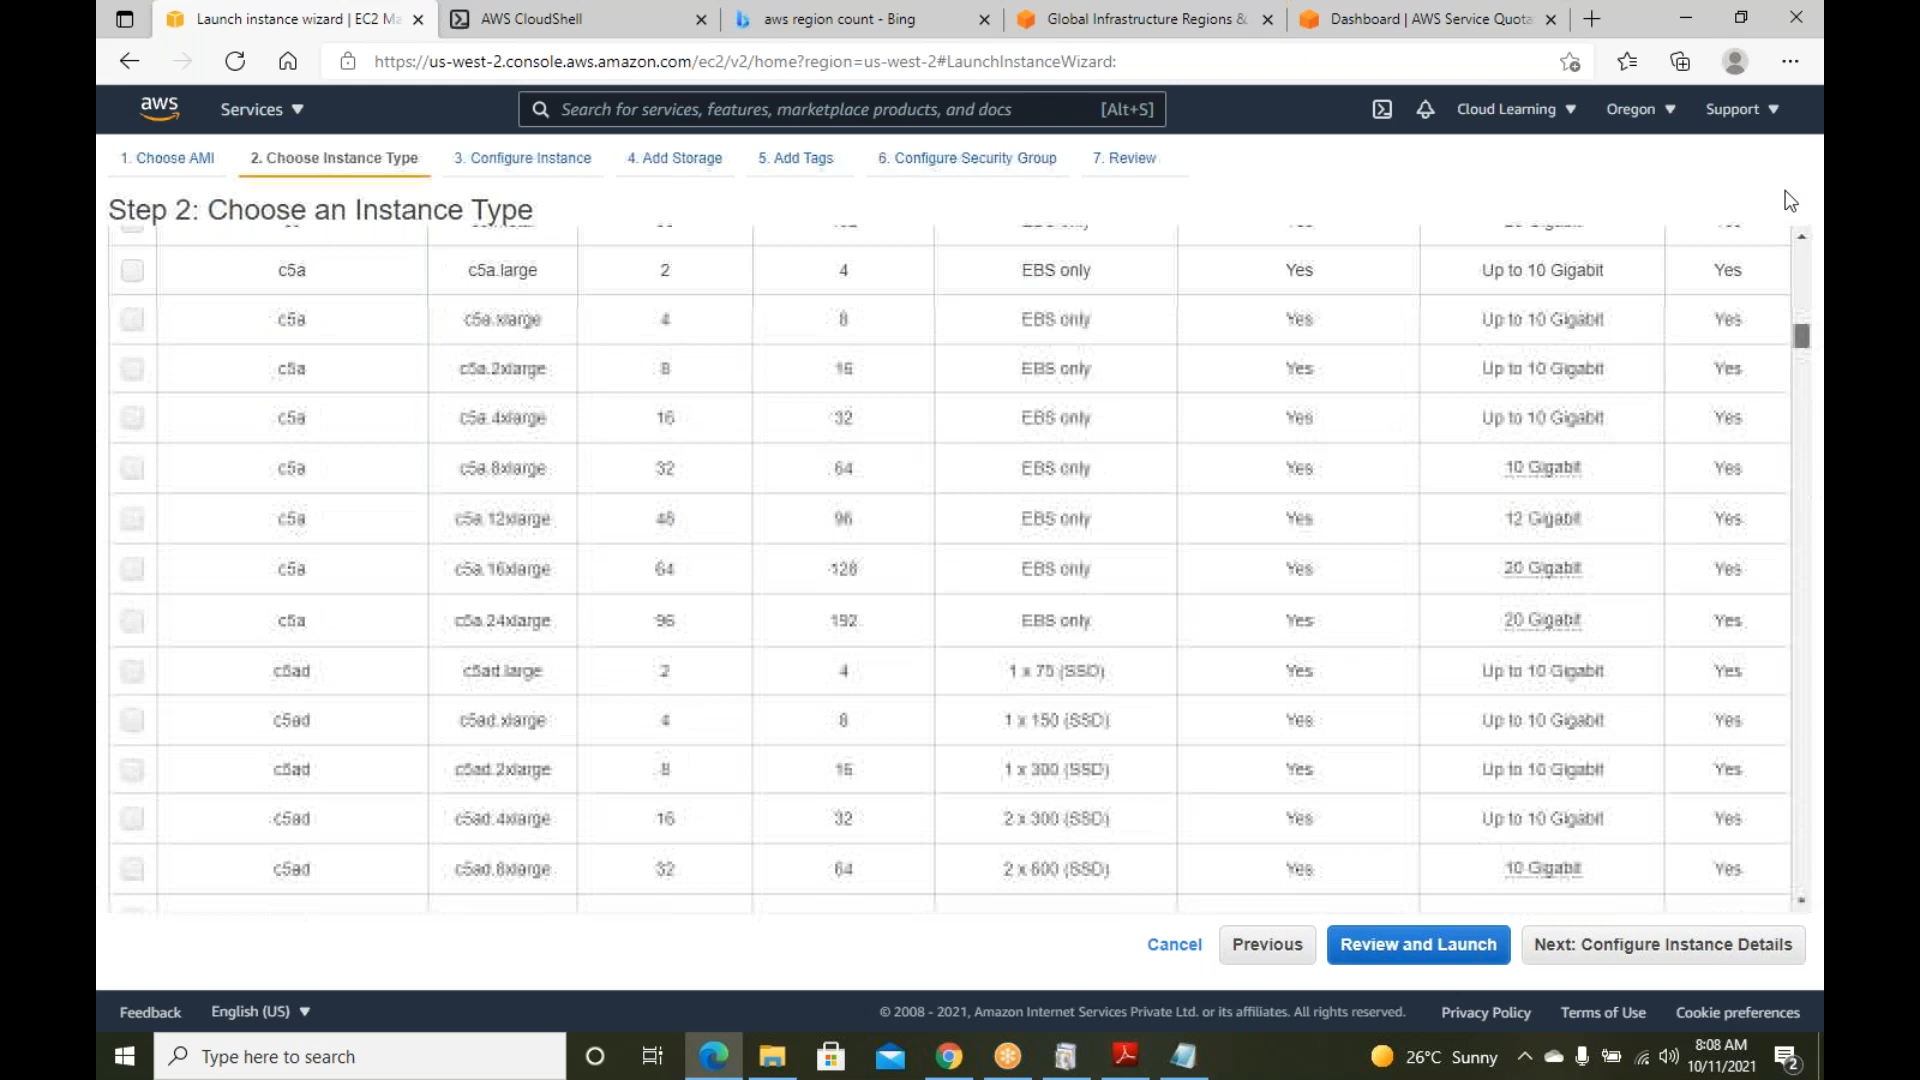 Launch instance wizard | EC2 Ma
AWS CloudShell
aws region count - Bing
Global Infrastructure Regions &
Dashboard | AWS Service Quota
https://us-west-2.console.aws.amazon.com/ec2/v2/home?region=us-west-2#LaunchInstanceWizard:
aws
Services
Search for services, features, marketplace products, and docs
[Alt+S]
Cloud Learning
Oregon
Support
1. Choose AMI
2. Choose Instance Type
3. Configure Instance
4. Add Storage
5. Add Tags
6. Configure Security Group
7. Review
Step 2: Choose an Instance Type
c5a c5a.large 2 4 EBS only Yes Up to 10 Gigabit Yes
c5a c5a.xlarge 4 8 EBS only Yes Up to 10 Gigabit Yes
c5a c5a.2xlarge 8 16 EBS only Yes Up to 10 Gigabit Yes
c5a c5a.4xlarge 16 32 EBS only Yes Up to 10 Gigabit Yes
c5a c5a.8xlarge 32 64 EBS only Yes 10 Gigabit Yes
c5a c5a.12xlarge 48 96 EBS only Yes 12 Gigabit Yes
c5a c5a.16xlarge 64 128 EBS only Yes 20 Gigabit Yes
c5a c5a.24xlarge 96 192 EBS only Yes 20 Gigabit Yes
c5ad c5ad.large 2 4 1 x 75 (SSD) Yes Up to 10 Gigabit Yes
c5ad c5ad.xlarge 4 8 1 x 150 (SSD) Yes Up to 10 Gigabit Yes
c5ad c5ad.2xlarge 8 16 1 x 300 (SSD) Yes Up to 10 Gigabit Yes
c5ad c5ad.4xlarge 16 32 2 x 300 (SSD) Yes Up to 10 Gigabit Yes
c5ad c5ad.8xlarge 32 64 2 x 600 (SSD) Yes 10 Gigabit Yes
Cancel
Previous
Review and Launch
Next: Configure Instance Details
Feedback
English (US)
© 2008 - 2021, Amazon Internet Services Private Ltd. or its affiliates. All rights reserved.
Privacy Policy
Terms of Use
Cookie preferences
Type here to search
26°C Sunny
8:08 AM
10/11/2021
2